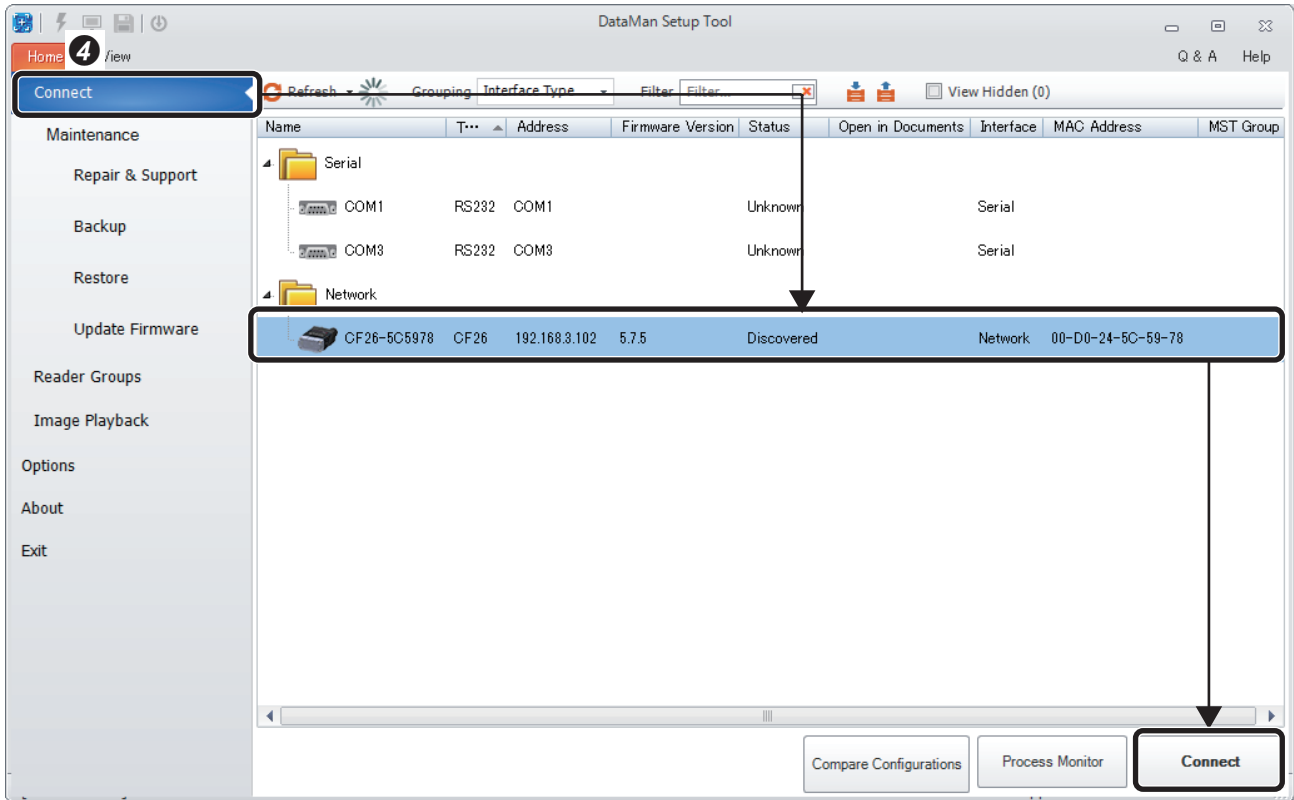 DataMan Setup Tool
Home View Q & A Help
4
Connect
Refresh Grouping Interface Type Filter Filter... View Hidden (0)
Name T... Address Firmware Version Status Open in Documents Interface MAC Address MST Group
Maintenance
Serial
Repair & Support
COM1 RS232 COM1 Unknown Serial
Backup
COM3 RS232 COM3 Unknown Serial
Restore
Network
Update Firmware
CF26-5C5978 CF26 192.168.3.102 5.7.5 Discovered Network 00-D0-24-5C-59-78
Reader Groups
Image Playback
Options
About
Exit
Compare Configurations Process Monitor Connect